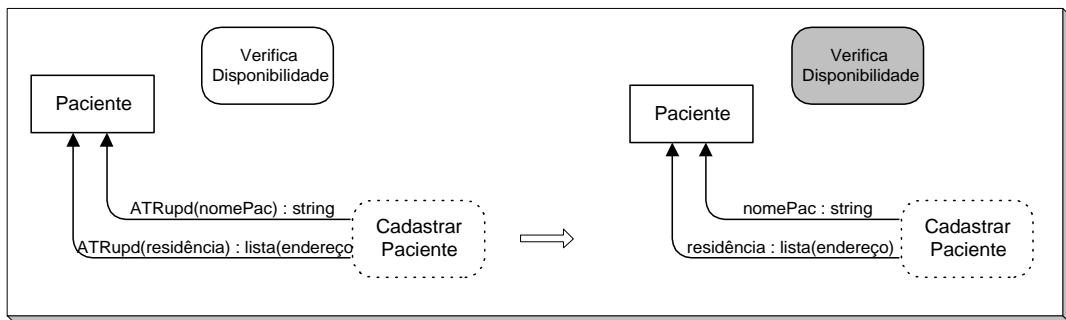 Verifica
Disponibilidade
Paciente
ATRupd(nomePac) : string
ATRupd(residência) : lista(endereço
Cadastrar
Paciente
Verifica
Disponibilidade
Paciente
nomePac : string
residência : lista(endereço)
Cadastrar
Paciente